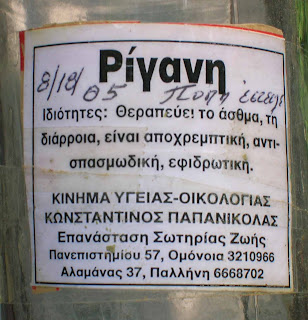 Ρίγανη
8/10/05
Ιδιότητες: Θεραπεύει το άσθμα, τη
διάρροια, είναι αποχρεμπτική, αντι-
σπασμωδική, εφιδρωτική.
ΚΙΝΗΜΑ ΥΓΕΙΑΣ-ΟΙΚΟΛΟΓΙΑΣ
ΚΩΝΣΤΑΝΤΙΝΟΣ ΠΑΠΑΝΙΚΟΛΑΣ
Επανάσταση Σωτηρίας Ζωής
Πανεπιστημίου 57, Ομόνοια 3210966
Αλαμάνας 37, Παλλήνη 6668702